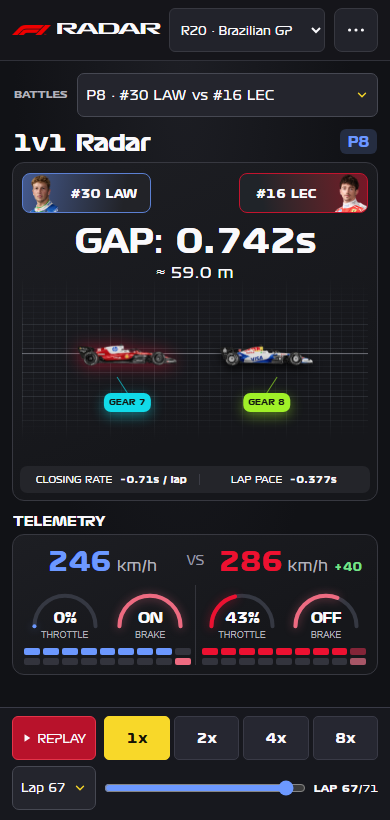 RADAR
R20 · Brazilian GP
...
BATTLES
P8 · #30 LAW vs #16 LEC
1v1 Radar
P8
#30 LAW
#16 LEC
GAP: 0.742s
≈ 59.0 m
VISA
GEAR 7
GEAR 8
CLOSING RATE -0.71s / lap
LAP PACE -0.377s
TELEMETRY
246 km/h VS 286 km/h +40
0% ON 43% OFF
THROTTLE BRAKE THROTTLE BRAKE
REPLAY 1x 2x 4x 8x
Lap 67 LAP 67/71